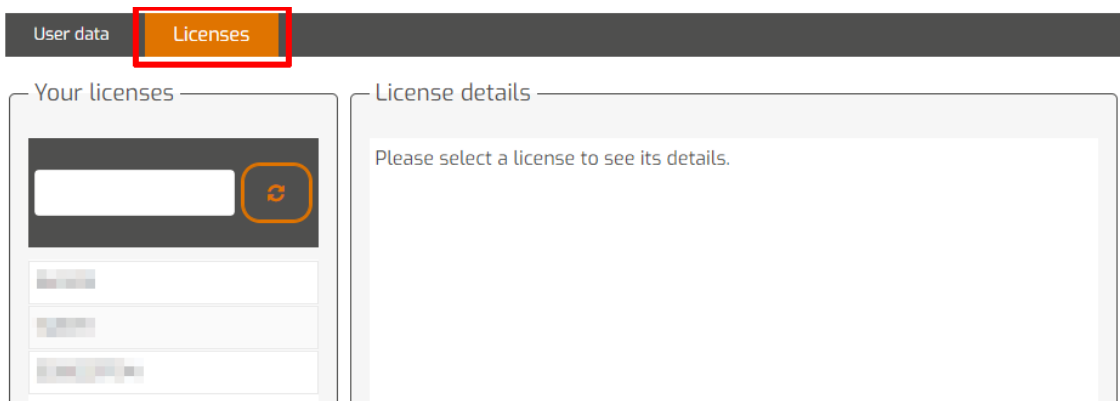 User data
Licenses
Your licenses
License details
Please select a license to see its details.